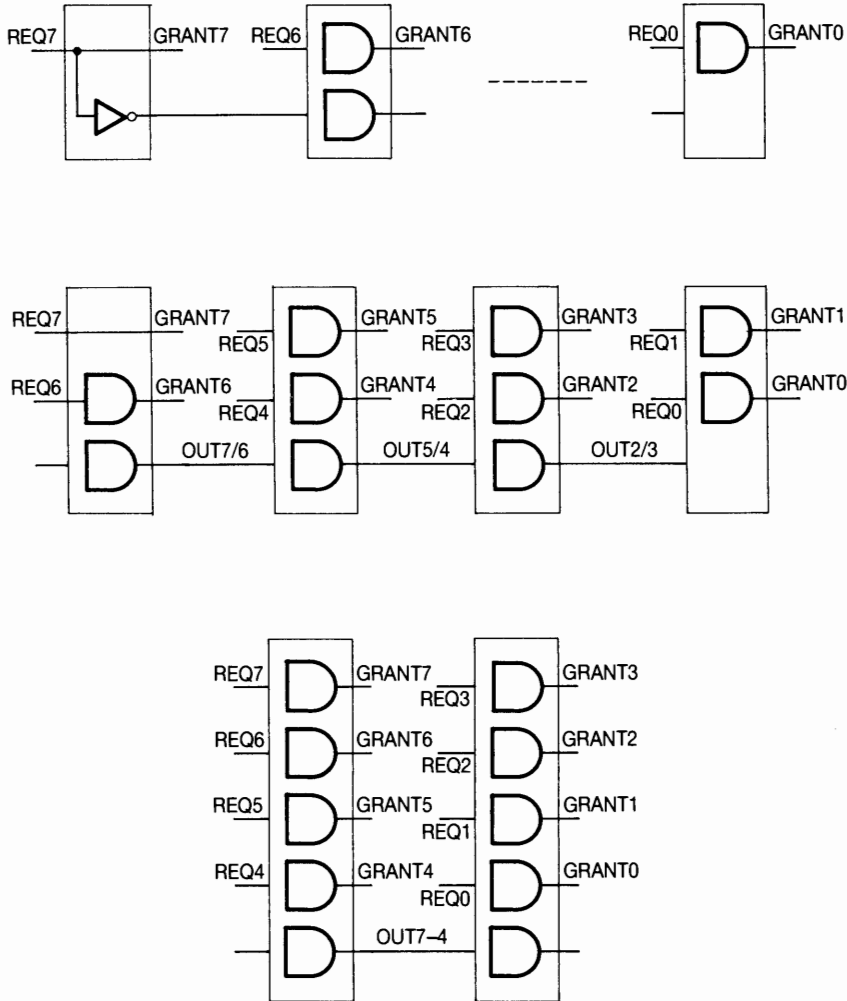 REQ7 GRANT7 REQ6 GRANT6 REQ0 GRANT0
REQ7 GRANT7 REQ5 GRANT5 REQ3 GRANT3 REQ1 GRANT1
REQ6 GRANT6 REQ4 GRANT4 REQ2 GRANT2 REQ0 GRANT0
OUT7/6 OUT5/4 OUT2/3
REQ7 GRANT7 REQ3 GRANT3
REQ6 GRANT6 REQ2 GRANT2
REQ5 GRANT5 REQ1 GRANT1
REQ4 GRANT4 REQ0 GRANT0
OUT7–4